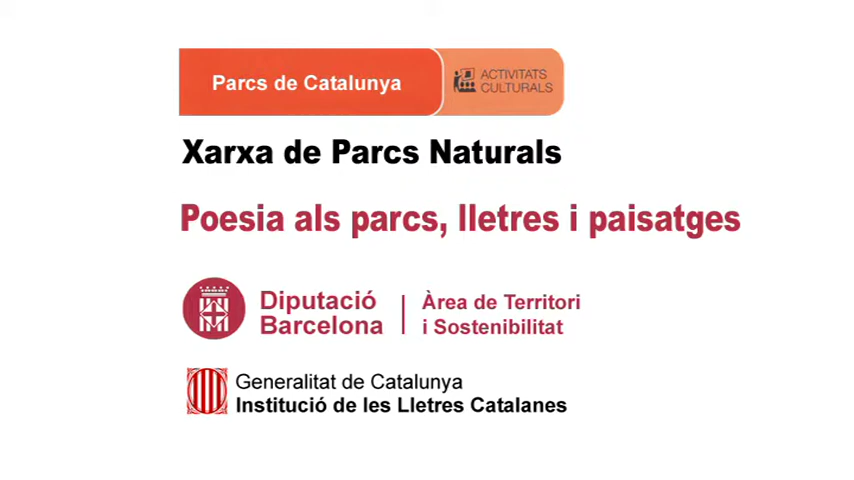 Parcs de Catalunya
ACTIVITATS
CULTURALS
Xarxa de Parcs Naturals
Poesia als parcs, lletres i paisatges
Diputació
Barcelona
Àrea de Territori
i Sostenibilitat
Generalitat de Catalunya
Institució de les Lletres Catalanes